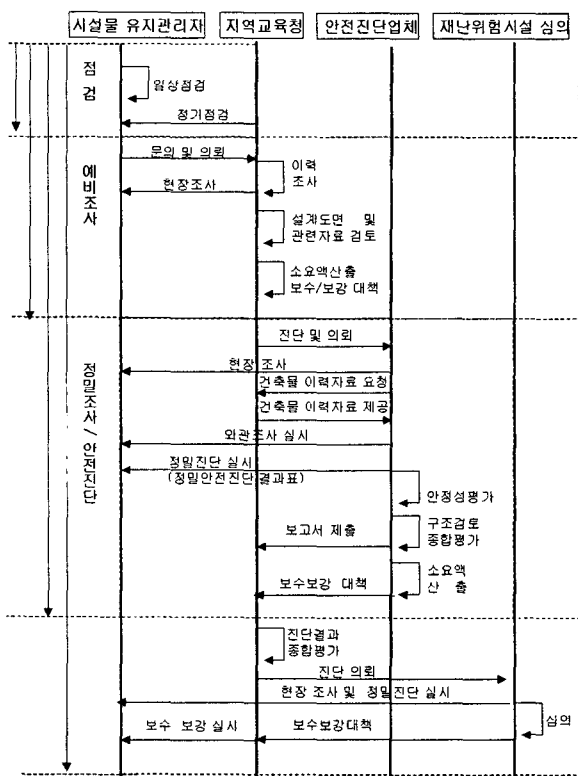 시설물 유지관리자
지역교육청
안전진단업체
재난위험시설 심의
점
검
일상점검
정기점검
예비조사
문의 및 의뢰
이력
조사
현장조사
설계도면 및
관련자료 검토
소요액산출
보수/보강 대책
정밀조사/안전진단
진단 및 의뢰
현장 조사
건축물 이력자료 요청
건축물 이력자료 제공
외관조사 실시
정밀진단 실시
(정밀안전진단결과표)
안정성평가
구조검토
종합평가
보고서 제출
소요액
산 출
보수보강 대책
진단결과
종합평가
진단 의뢰
현장 조사 및 정밀진단 실시
심의
보수 보강 실시
보수보강대책